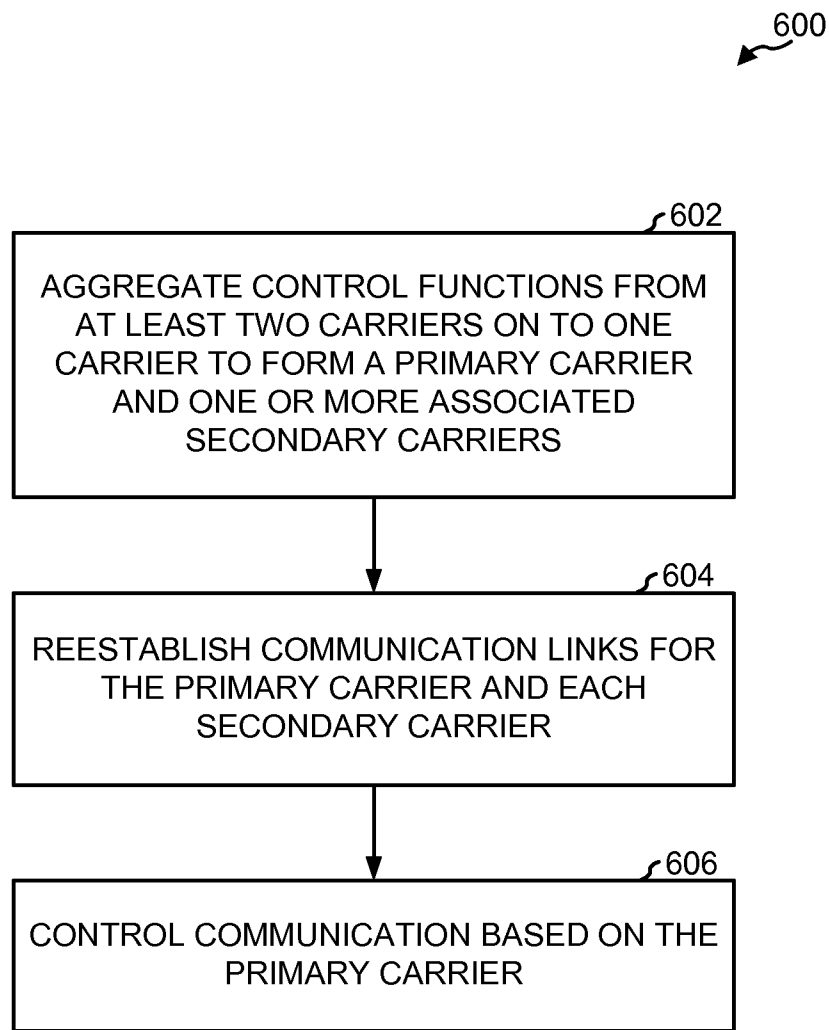 600
602
AGGREGATE CONTROL FUNCTIONS FROM
AT LEAST TWO CARRIERS ON TO ONE
CARRIER TO FORM A PRIMARY CARRIER
AND ONE OR MORE ASSOCIATED
SECONDARY CARRIERS
604
REESTABLISH COMMUNICATION LINKS FOR
THE PRIMARY CARRIER AND EACH
SECONDARY CARRIER
606
CONTROL COMMUNICATION BASED ON THE
PRIMARY CARRIER